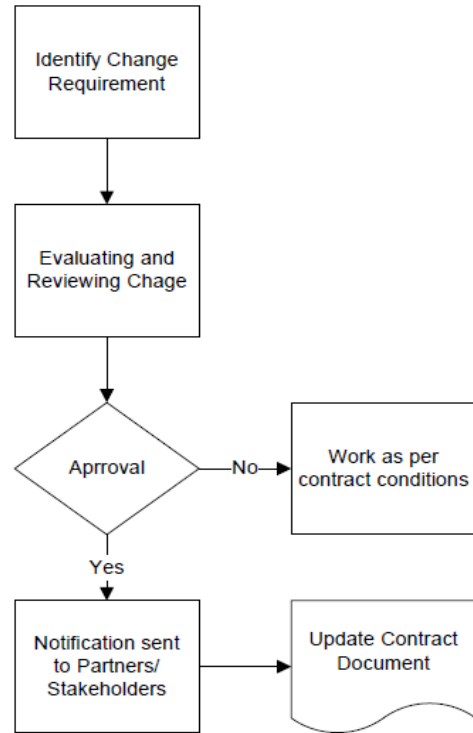 Identify Change
Requirement
Evaluating and
Reviewing Chage
Aprroval
No
Work as per
contract conditions
Yes
Notification sent
to Partners/
Stakeholders
Update Contract
Document